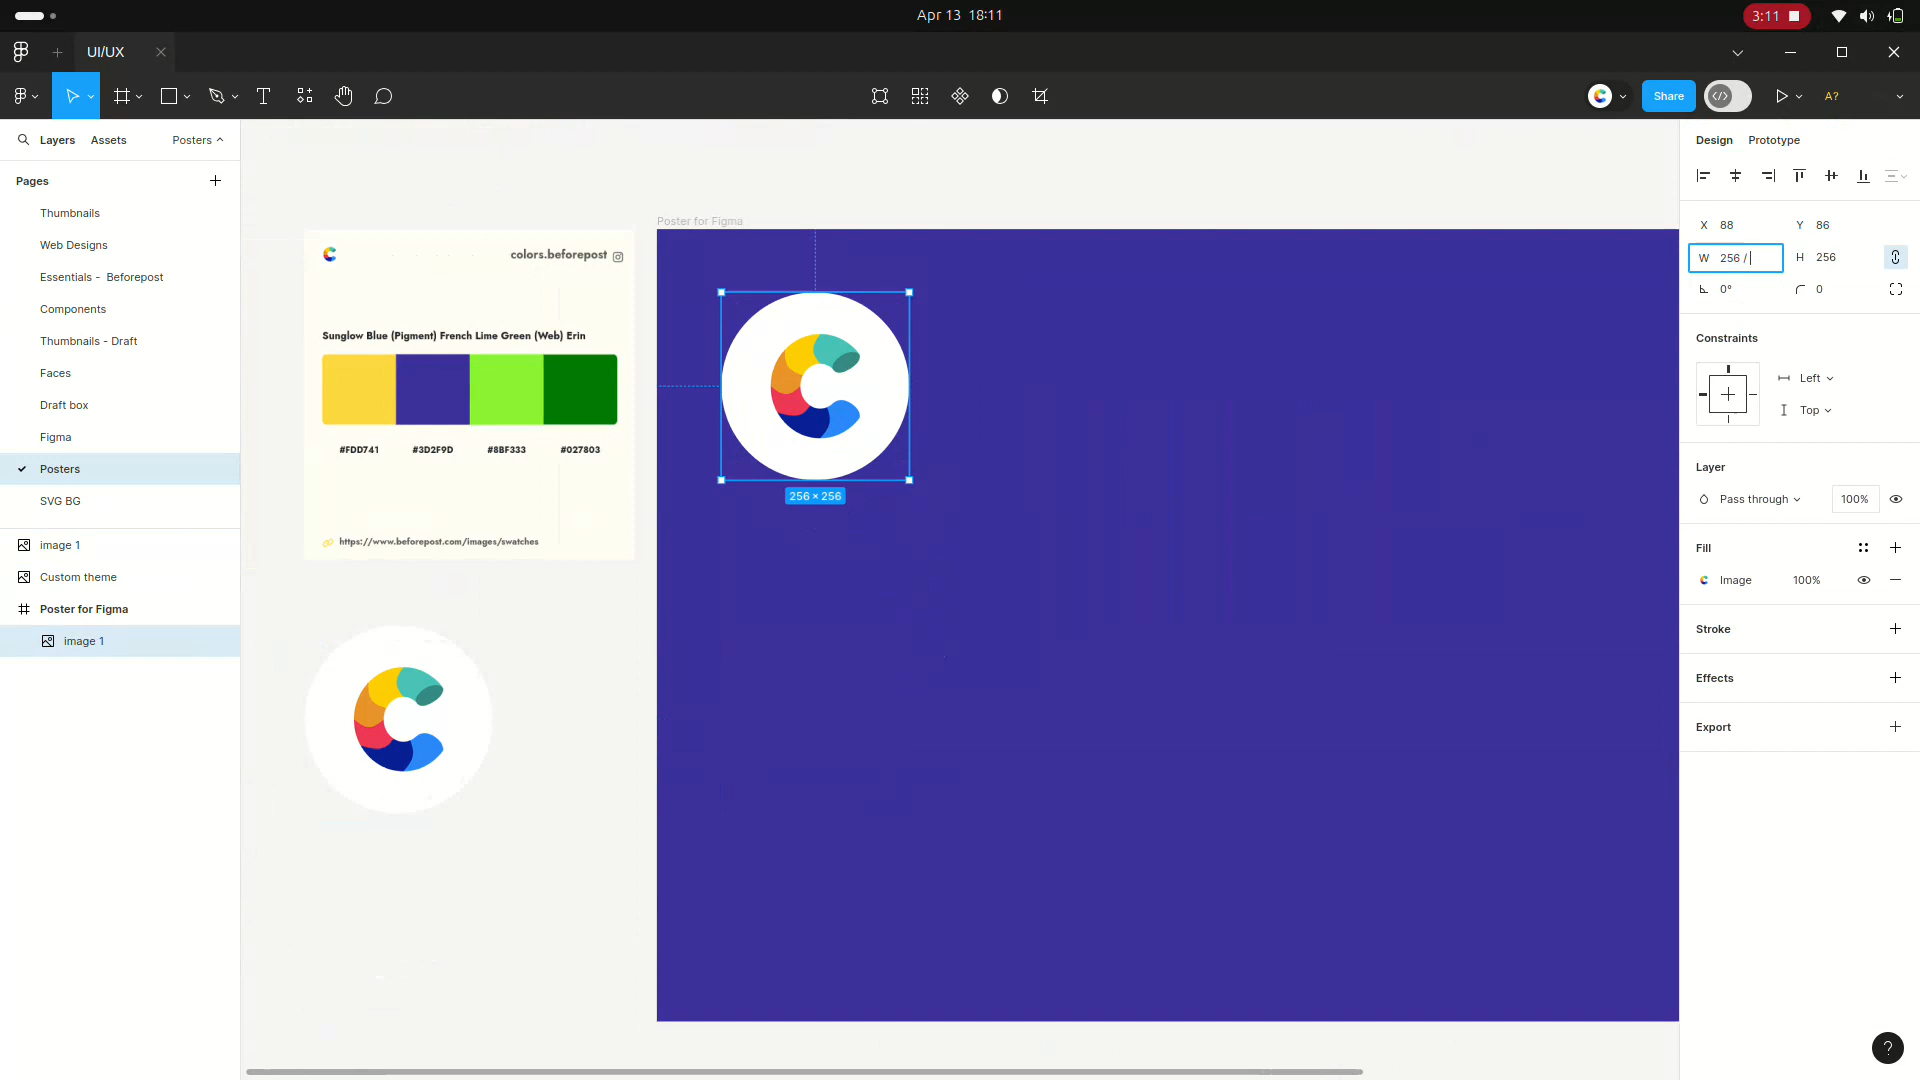 Apr 13 18:11
3:11
UI/UX
Share
A?
Layers
Assets
Posters
Pages
Thumbnails
Web Designs
Essentials - Beforepost
Components
Thumbnails - Draft
Faces
Draft box
Figma
Posters
SVG BG
image 1
Custom theme
Poster for Figma
image 1
colors.beforepost
Sunglow Blue (Pigment) French Lime Green (Web) Erin
#FDD741
#3D2F9D
#8BF333
#027803
https://www.beforepost.com/images/swatches
Poster for Figma
256 × 256
Design
Prototype
X 88
Y 86
W 256 /
H 256
0°
0
Constraints
Left
Top
Layer
Pass through
100%
Fill
Image
100%
Stroke
Effects
Export
?